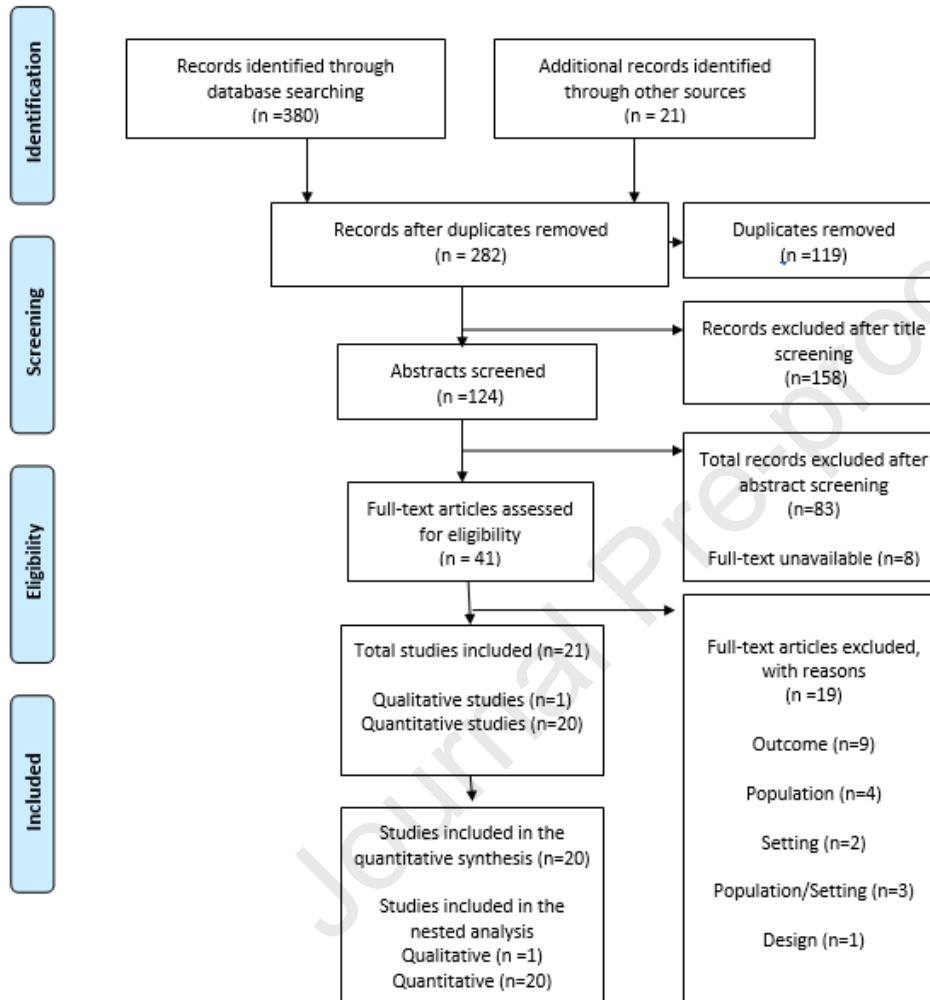 Identification
Records identified through
database searching
(n =380)
Additional records identified
through other sources
(n = 21)
Records after duplicates removed
(n = 282)
Duplicates removed
(n =119)
Screening
Records excluded after title
screening
(n=158)
Abstracts screened
(n =124)
Total records excluded after
abstract screening
(n=83)
Full-text unavailable (n=8)
Eligibility
Full-text articles assessed
for eligibility
(n = 41)
Total studies included (n=21)
Qualitative studies (n=1)
Quantitative studies (n=20)
Full-text articles excluded,
with reasons
(n =19)
Outcome (n=9)
Population (n=4)
Setting (n=2)
Population/Setting (n=3)
Design (n=1)
Included
Studies included in the
quantitative synthesis (n=20)
Studies included in the
nested analysis
Qualitative (n =1)
Quantitative (n=20)
Journal Pre-proo